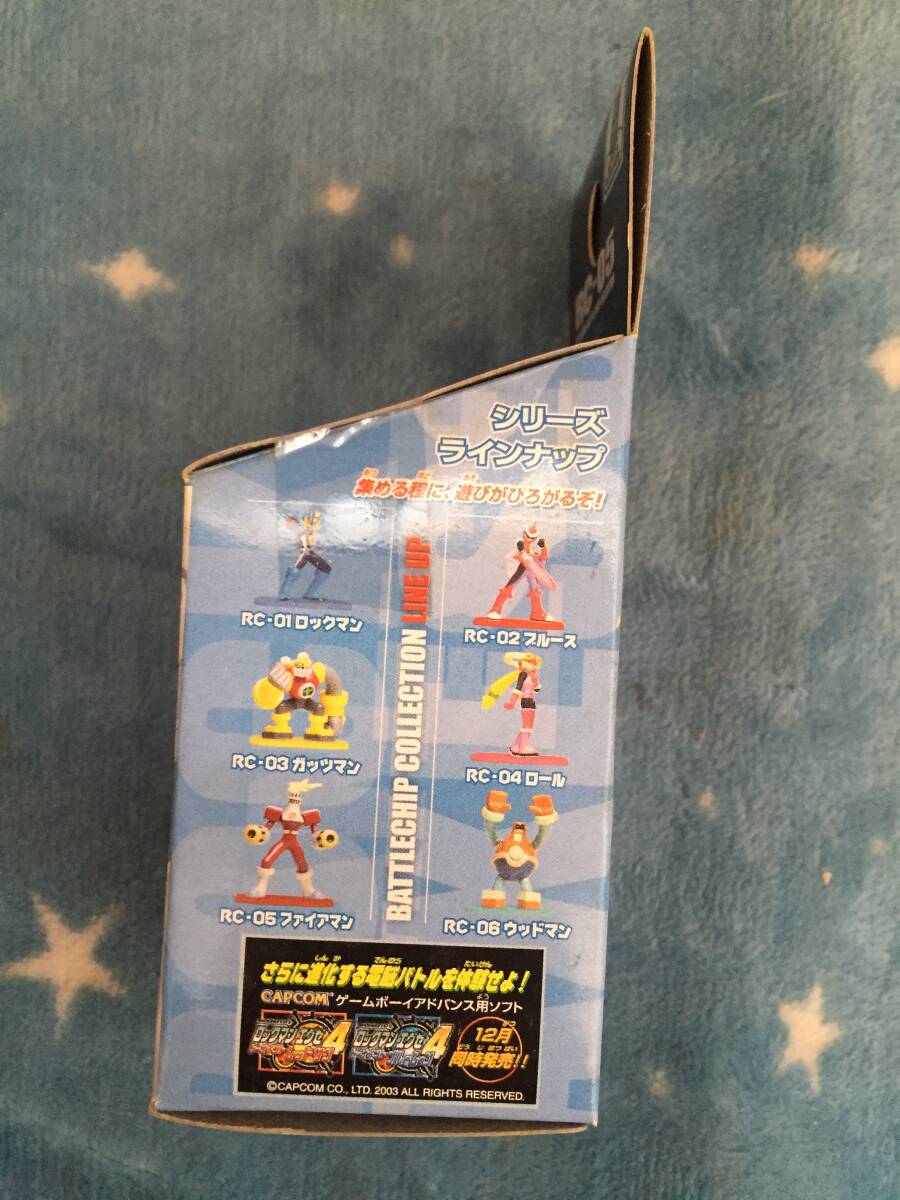 RC-05
シリーズ
ラインナップ
集める程に、遊びがひろがるぞ!
BATTLECHIP COLLECTION LINE UP
RC-01 ロックマン
RC-02 ブルース
RC-03 ガッツマン
RC-04 ロール
RC-05 ファイアマン
RC-06 ウッドマン
さらに進化する電脳バトルを体験せよ!
CAPCOM ゲームボーイアドバンス用ソフト
ロックマンエグゼ4
ロックマンエグゼ4
12月
同時発売!!
©CAPCOM CO., LTD. 2003 ALL RIGHTS RESERVED.